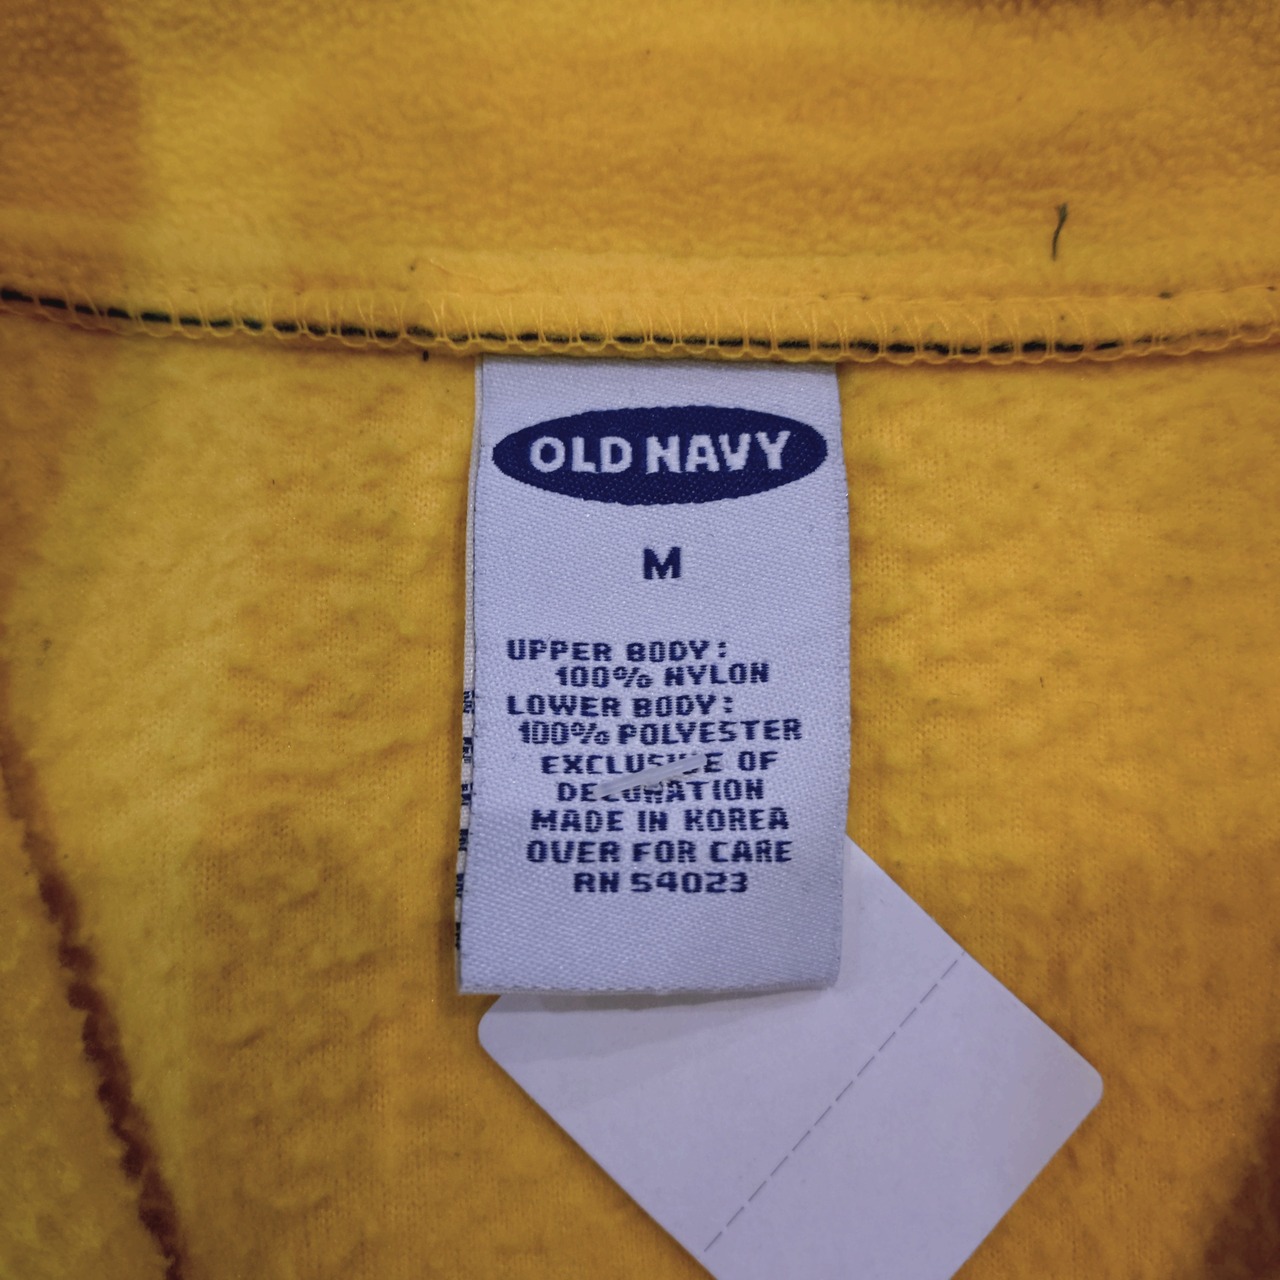 OLD NAVY
M
UPPER BODY:
100% NYLON
LOWER BODY:
100% POLYESTER
EXCLUSIVE OF
DECORATION
MADE IN KOREA
OVER FOR CARE
RN 54023